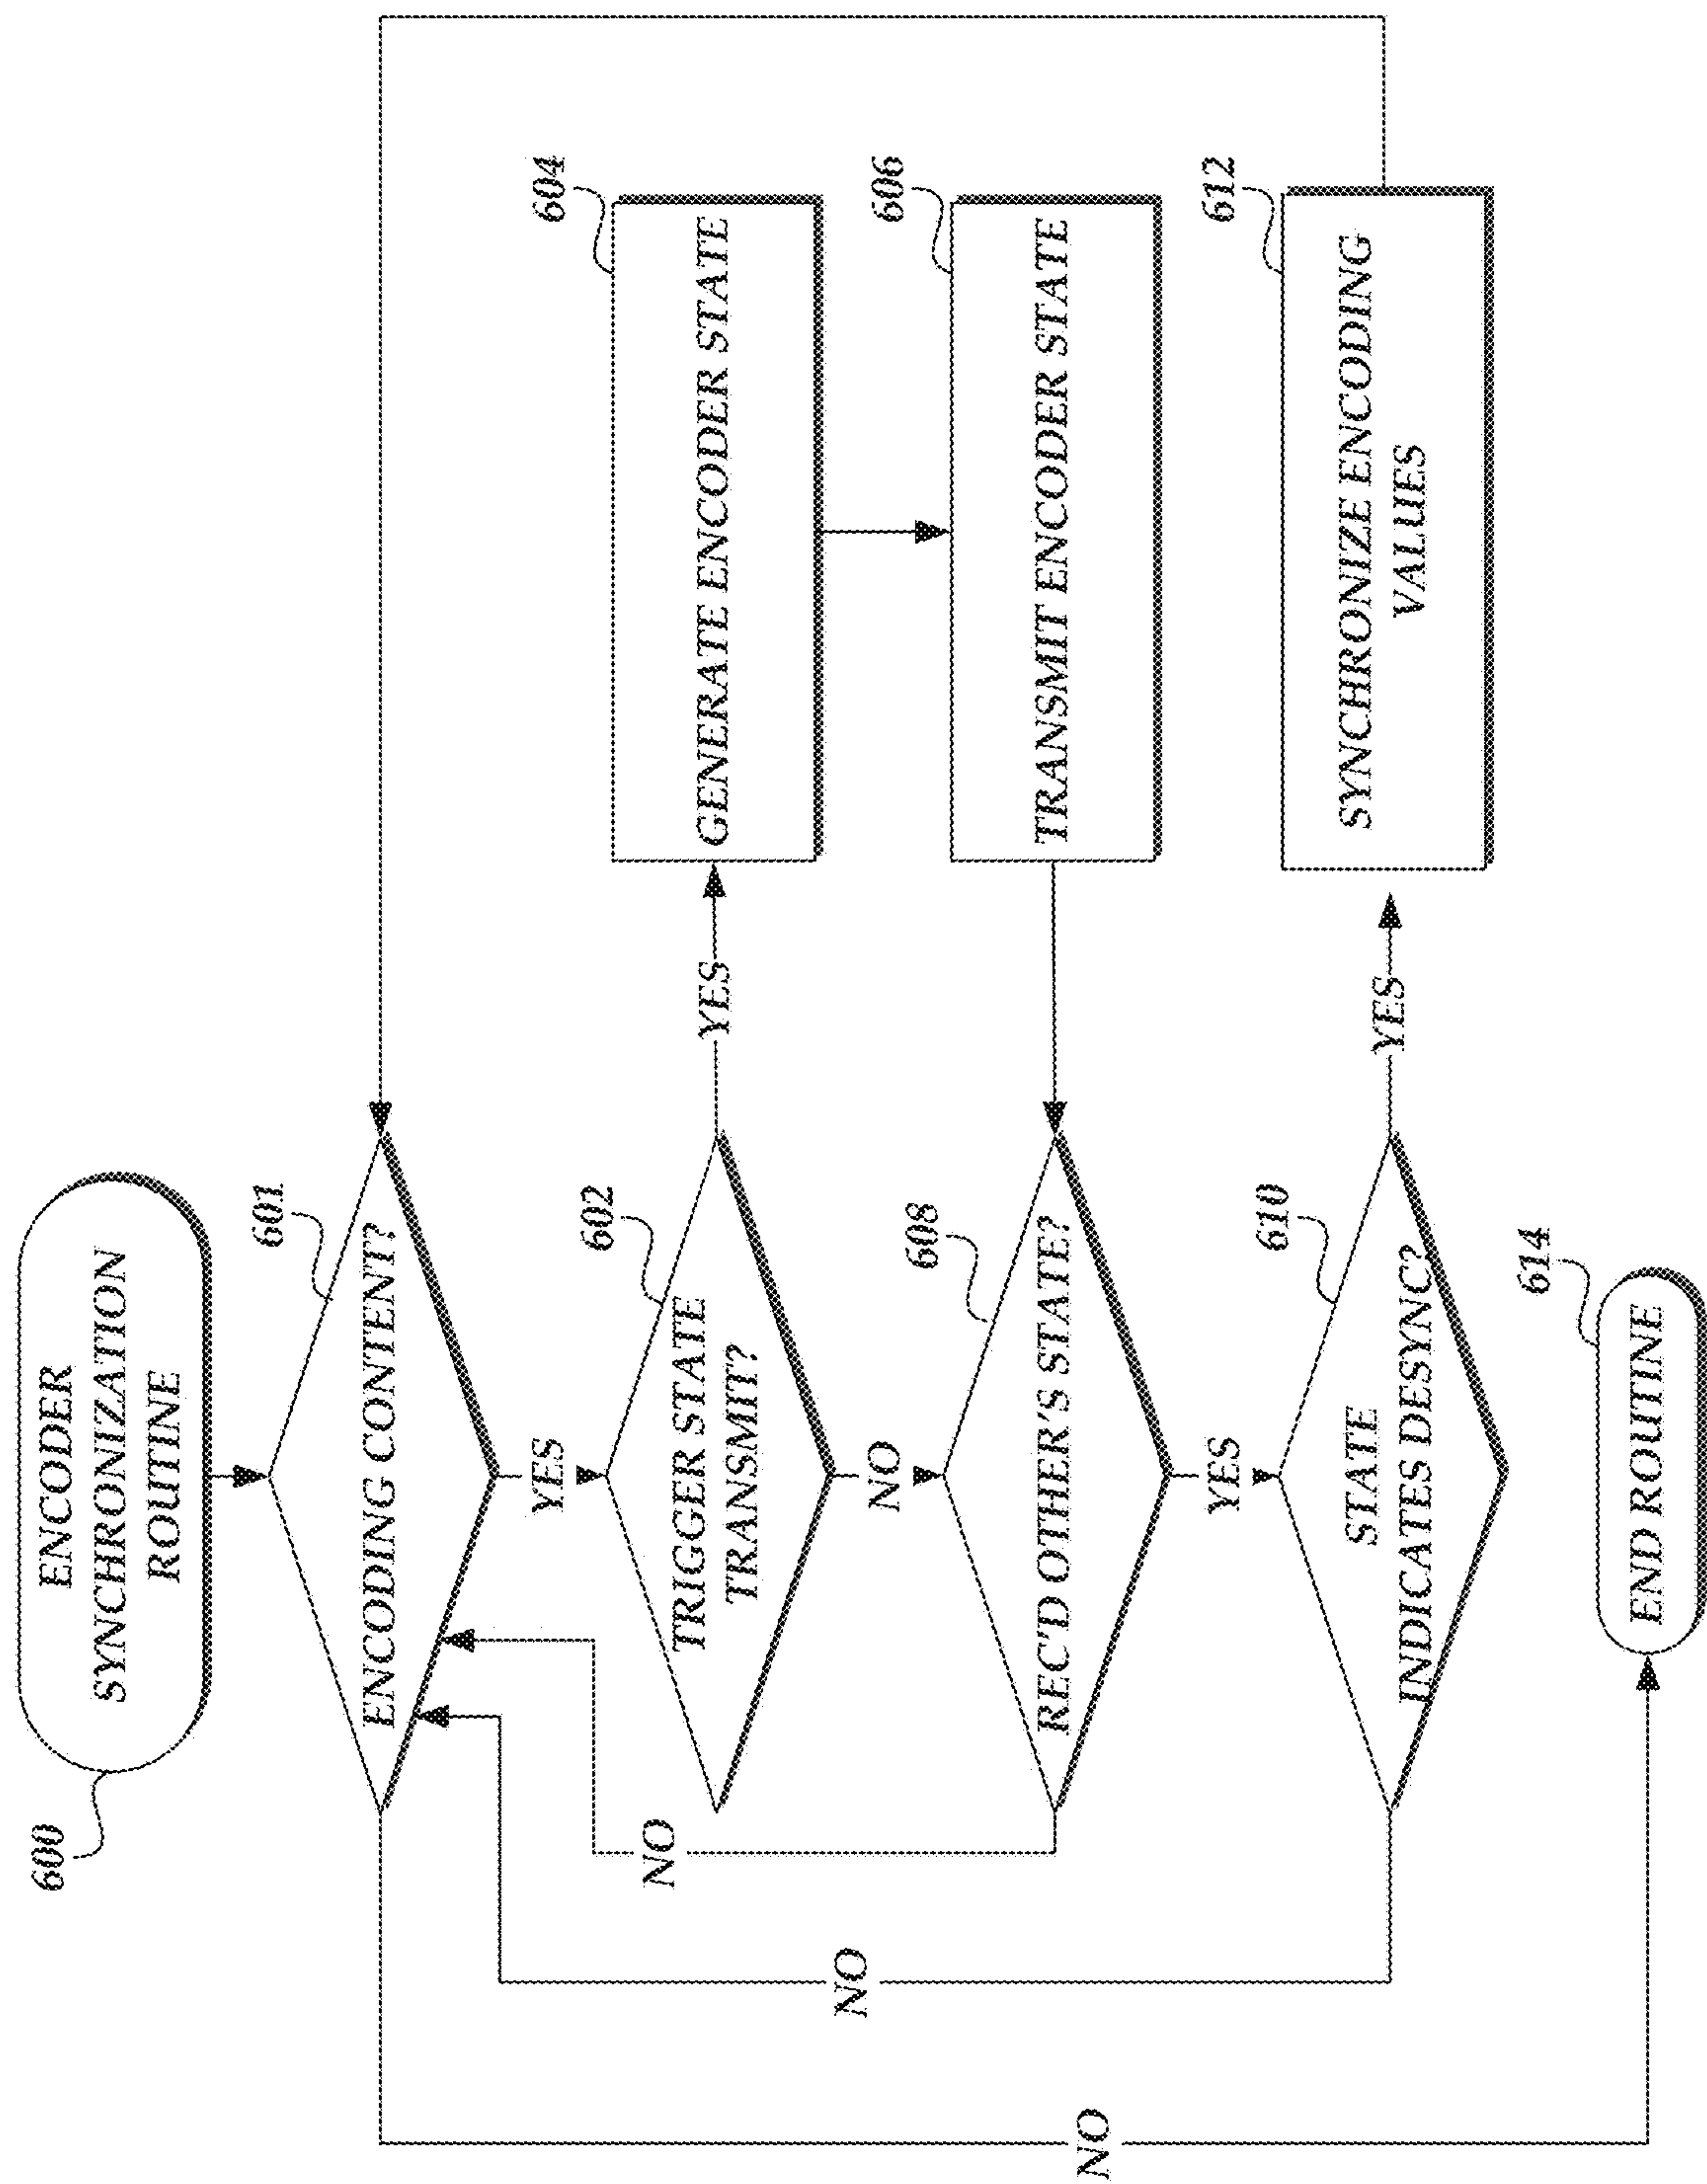 600
ENCODER
SYNCHRONIZATION
ROUTINE
601
ENCODING CONTENT?
YES
602
TRIGGER STATE
TRANSMIT?
YES
604
GENERATE ENCODER STATE
NO
NO
608
REC'D OTHER'S STATE?
606
TRANSMIT ENCODER STATE
NO
YES
610
STATE
INDICATES DESYNC?
YES
612
SYNCHRONIZE ENCODING
VALUES
NO
614
END ROUTINE